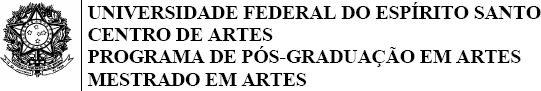 UNIVERSIDADE FEDERAL DO ESPÍRITO SANTO
CENTRO DE ARTES
PROGRAMA DE PÓS-GRADUAÇÃO EM ARTES
MESTRADO EM ARTES